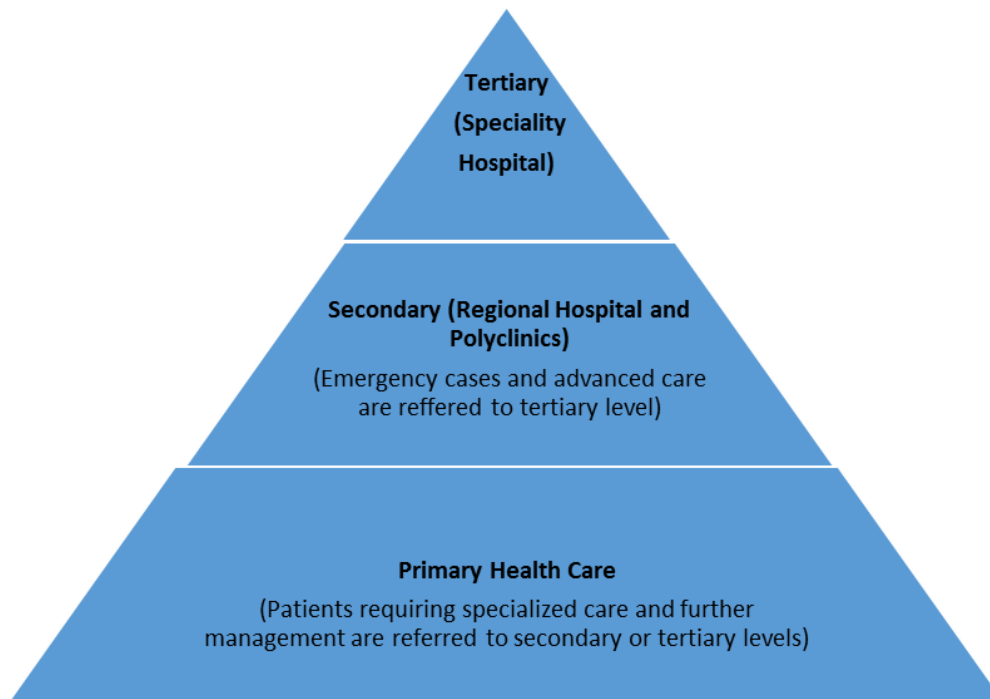 Tertiary
(Speciality
Hospital)
Secondary (Regional Hospital and
Polyclinics)
(Emergency cases and advanced care
are reffered to tertiary level)
Primary Health Care
(Patients requiring specialized care and further
management are referred to secondary or tertiary levels)